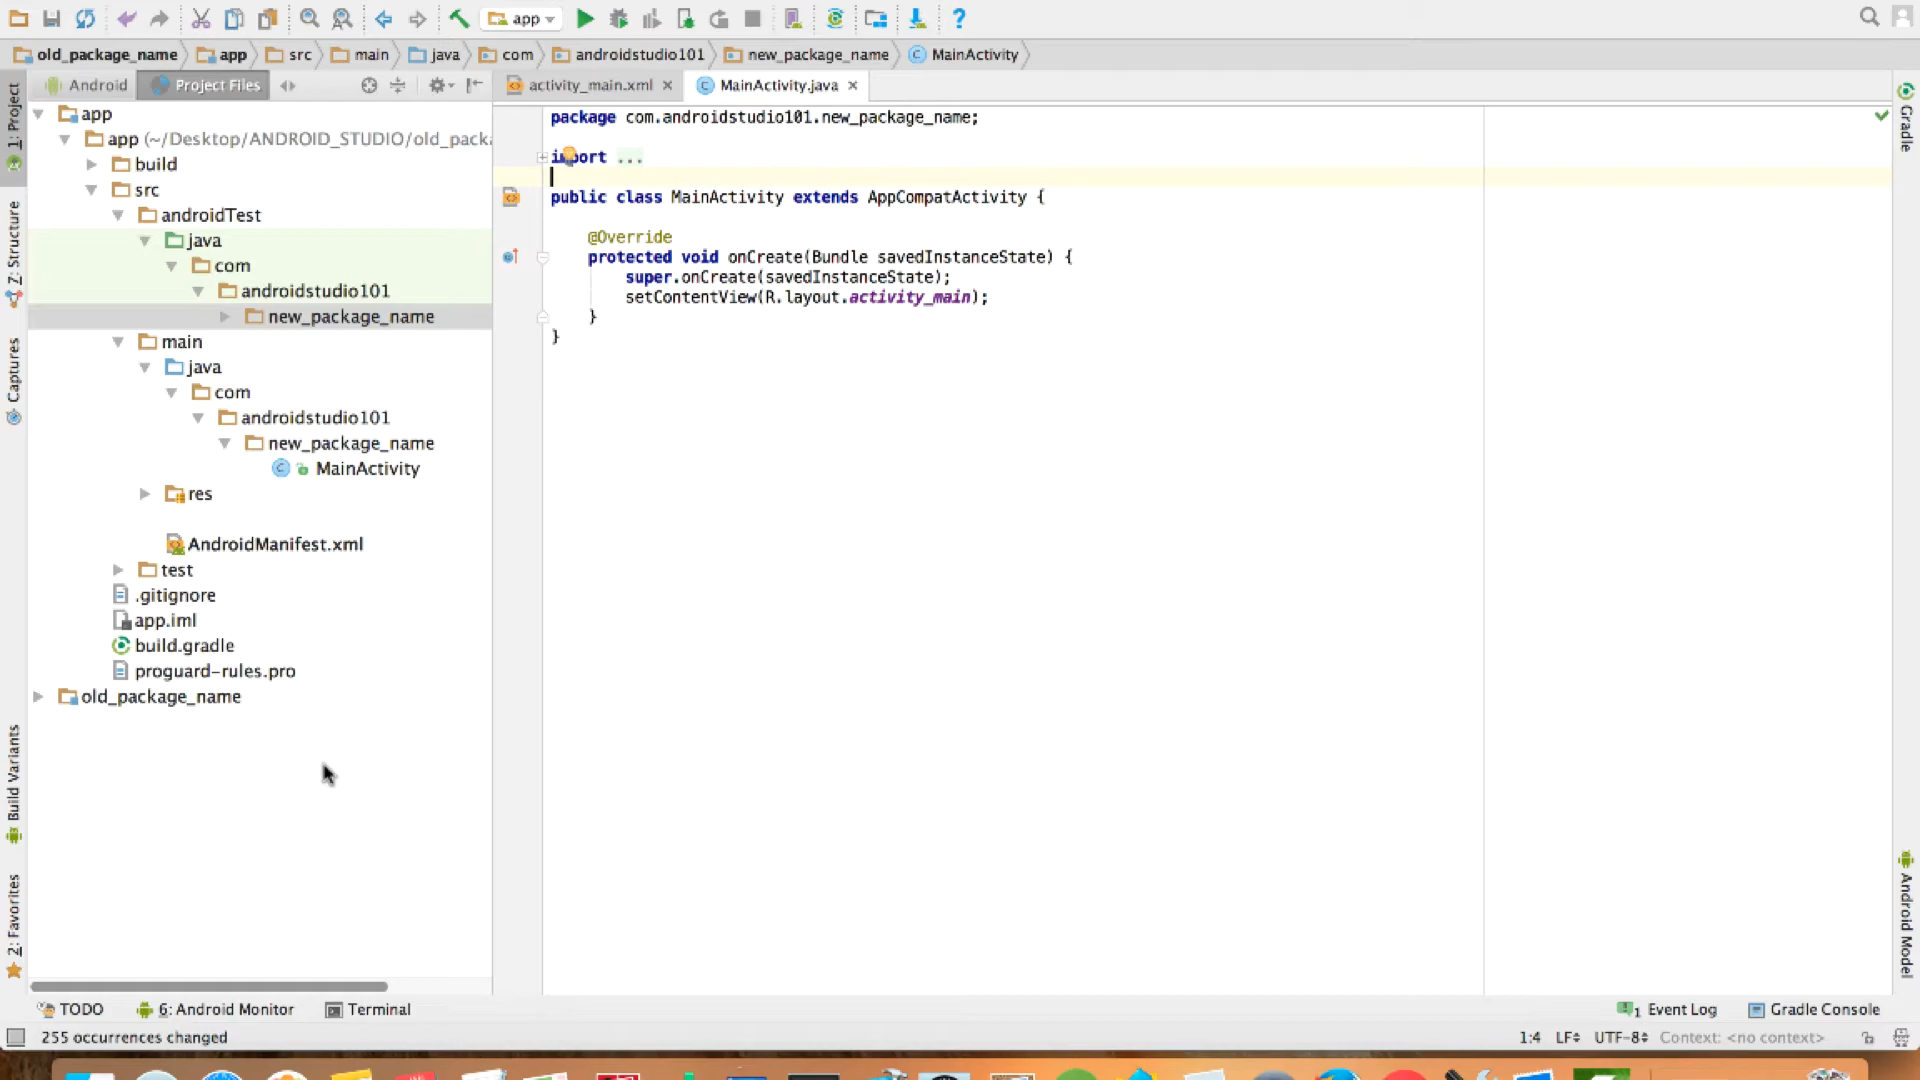 app
old_package_name app src main java com androidstudio101 new_package_name MainActivity
Android Project Files activity_main.xml MainActivity.java
1: Project
Z: Structure
Captures
Build Variants
2: Favorites
app
app (~/Desktop/ANDROID_STUDIO/old_packa
build
src
androidTest
java
com
androidstudio101
new_package_name
main
java
com
androidstudio101
new_package_name
MainActivity
res
AndroidManifest.xml
test
.gitignore
app.iml
build.gradle
proguard-rules.pro
old_package_name
package com.androidstudio101.new_package_name;
import ...
public class MainActivity extends AppCompatActivity {
@Override
protected void onCreate(Bundle savedInstanceState) {
super.onCreate(savedInstanceState);
setContentView(R.layout.activity_main);
}
}
Gradle
Android Model
TODO 6: Android Monitor Terminal 1 Event Log Gradle Console
255 occurrences changed 1:4 LF UTF-8 Context: <no context>